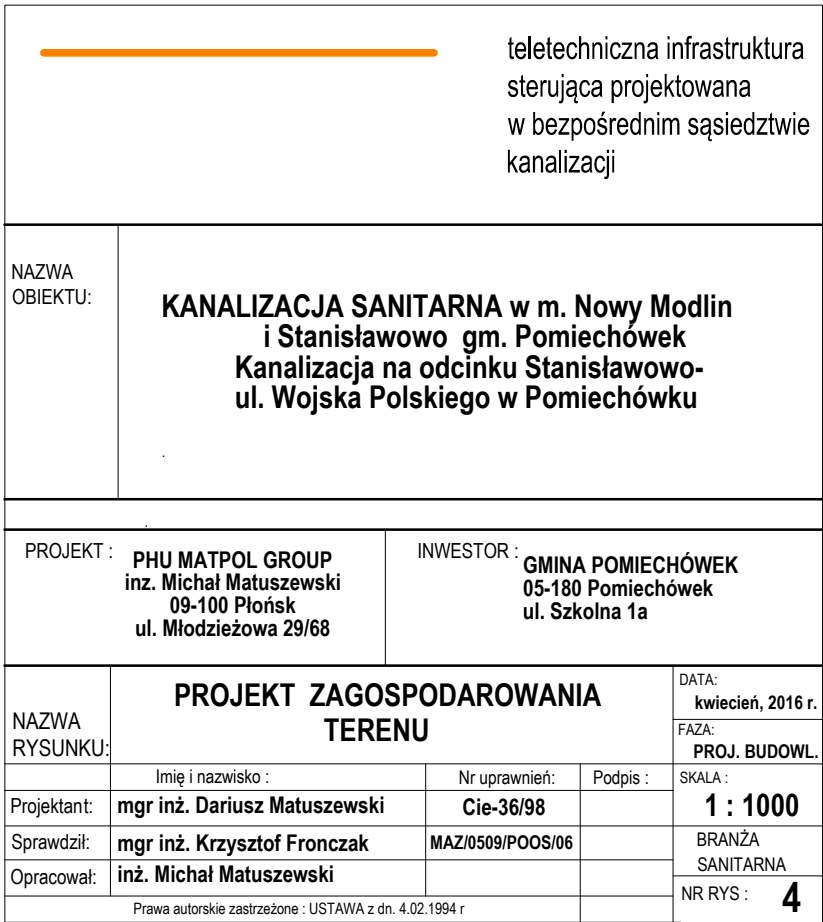 teletechniczna infrastruktura
sterująca projektowana
w bezpośrednim sąsiedztwie
kanalizacji
NAZWA
OBIEKTU:
KANALIZACJA SANITARNA w m. Nowy Modlin
i Stanisławowo gm. Pomiechówek
Kanalizacja na odcinku Stanisławowo-
ul. Wojska Polskiego w Pomiechówku
PROJEKT :
PHU MATPOL GROUP
inz. Michał Matuszewski
09-100 Płońsk
ul. Młodzieżowa 29/68
INWESTOR :
GMINA POMIECHÓWEK
05-180 Pomiechówek
ul. Szkolna 1a
NAZWA
RYSUNKU:
PROJEKT ZAGOSPODAROWANIA
TERENU
DATA:
kwiecień, 2016 r.
FAZA:
PROJ. BUDOWL.
Imię i nazwisko : Nr uprawnień: Podpis :
SKALA :
1 : 1000
Projektant: mgr inż. Dariusz Matuszewski Cie-36/98
Sprawdził: mgr inż. Krzysztof Fronczak MAZ/0509/POOS/06
BRANŻA
SANITARNA
Opracował: inż. Michał Matuszewski
NR RYS : 4
Prawa autorskie zastrzeżone : USTAWA z dn. 4.02.1994 r